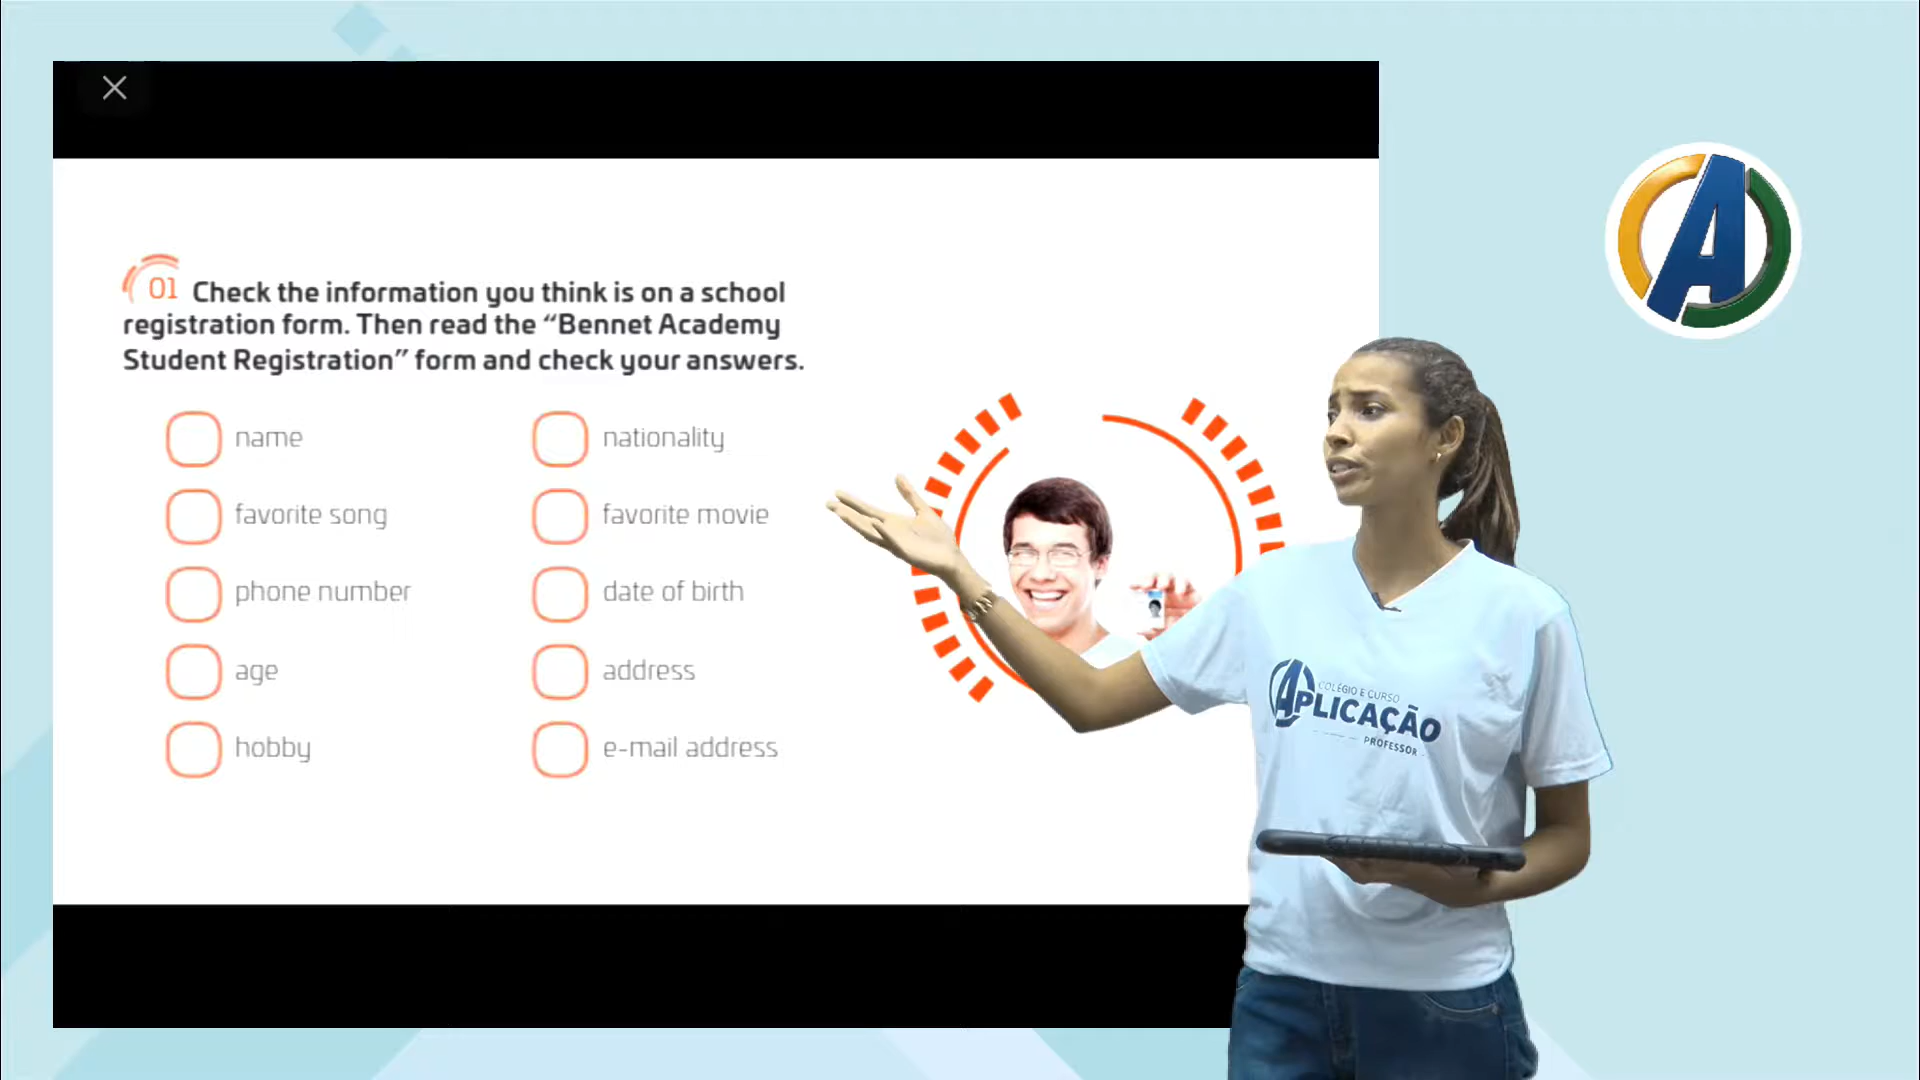 01 Check the information you think is on a school
registration form. Then read the “Bennet Academy
Student Registration” form and check your answers.
name
nationality
favorite song
favorite movie
phone number
date of birth
age
address
hobby
e-mail address
A
COLÉGIO E CURSO
APLICAÇÃO
PROFESSOR